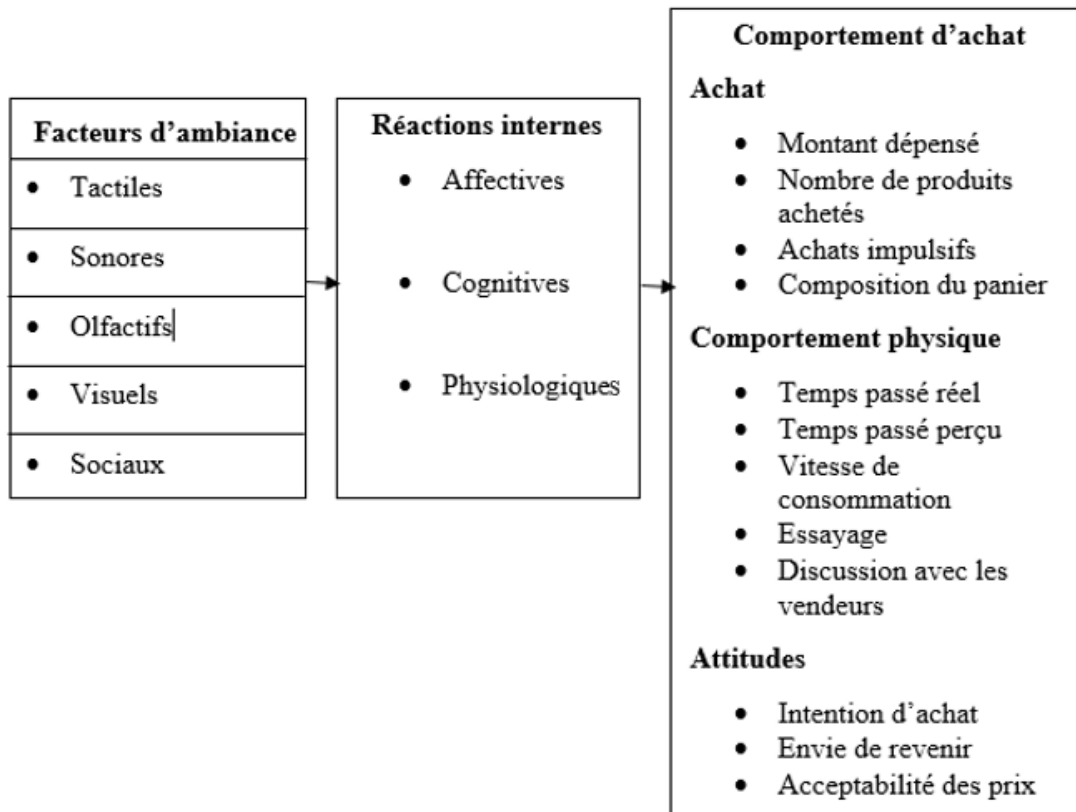 Facteurs d’ambiance
• Tactiles
• Sonores
• Olfactifs
• Visuels
• Sociaux
Réactions internes
• Affectives
• Cognitives
• Physiologiques
Comportement d’achat
Achat
• Montant dépensé
• Nombre de produits
achetés
• Achats impulsifs
• Composition du panier
Comportement physique
• Temps passé réel
• Temps passé perçu
• Vitesse de
consommation
• Essayage
• Discussion avec les
vendeurs
Attitudes
• Intention d’achat
• Envie de revenir
• Acceptabilité des prix